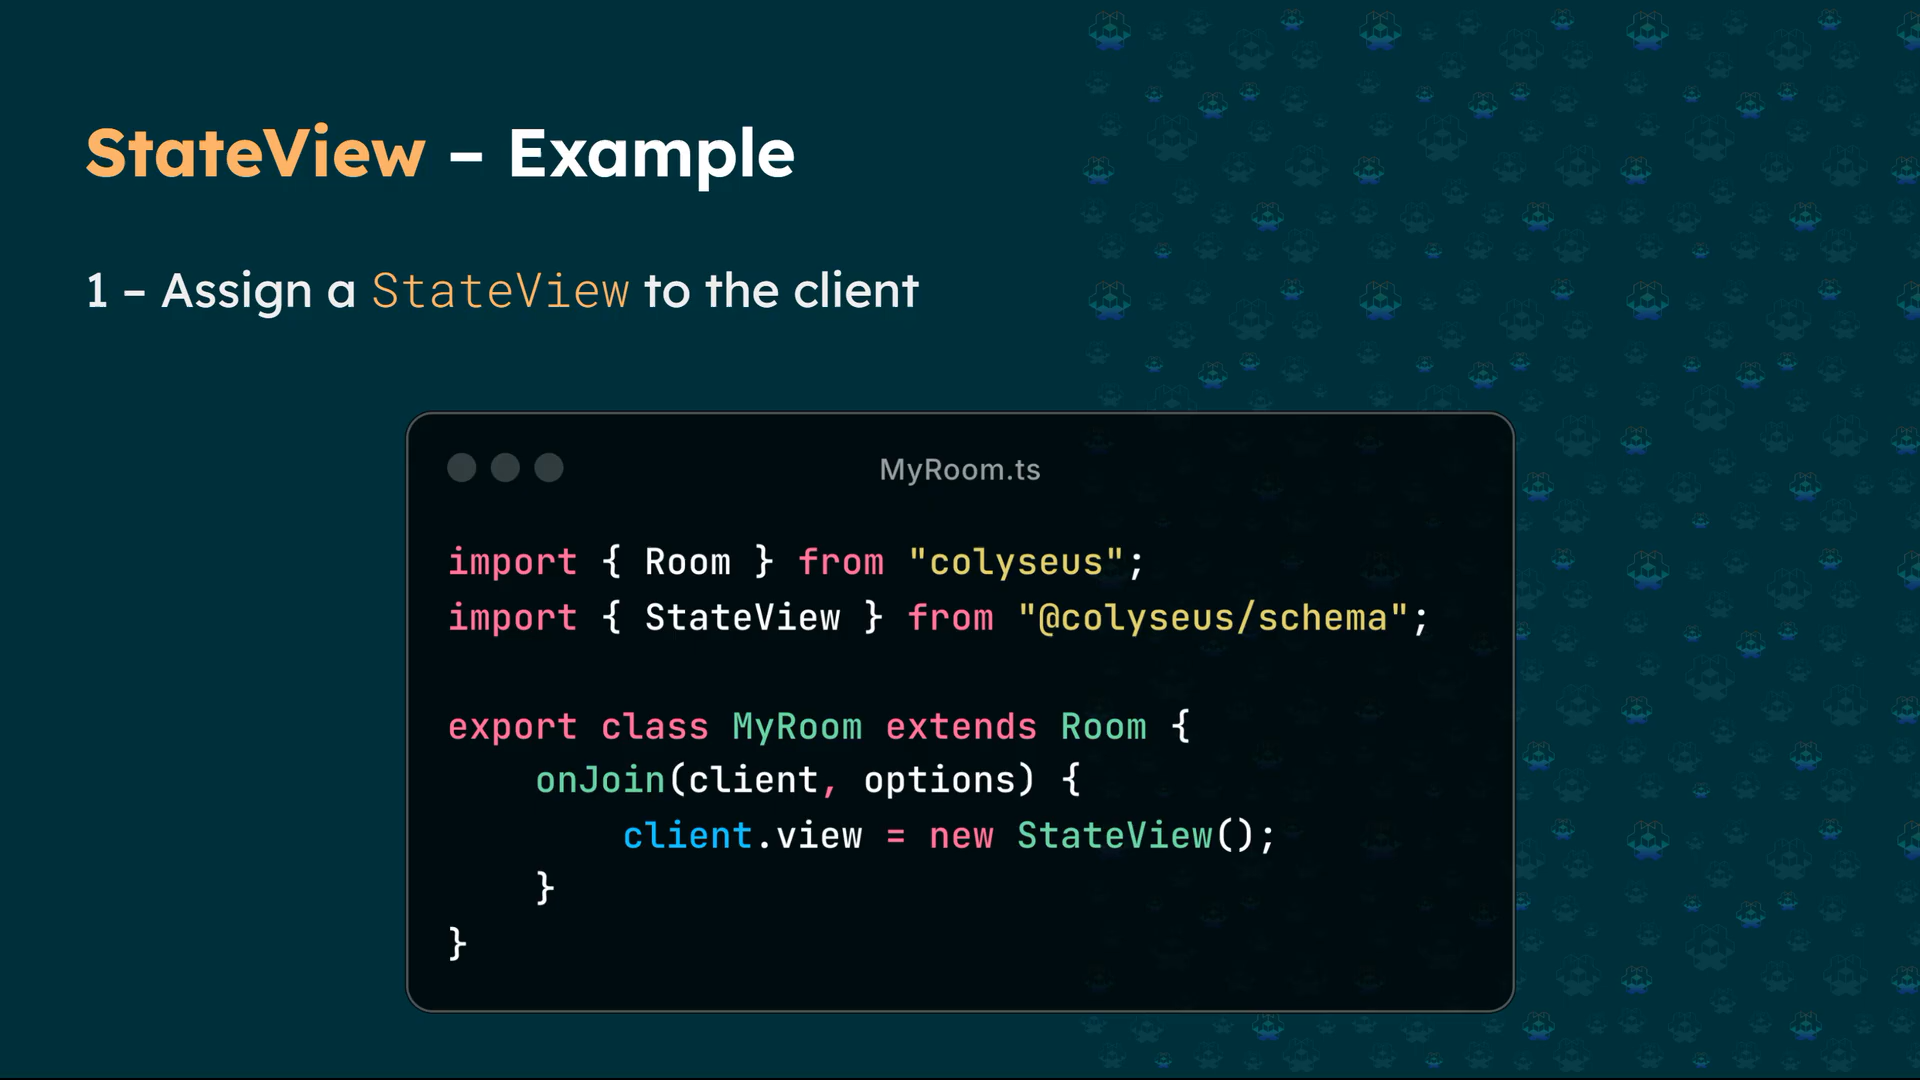 StateView – Example
1 – Assign a StateView to the client
MyRoom.ts
import { Room } from "colyseus";
import { StateView } from "@colyseus/schema";
export class MyRoom extends Room {
    onJoin(client, options) {
        client.view = new StateView();
    }
}